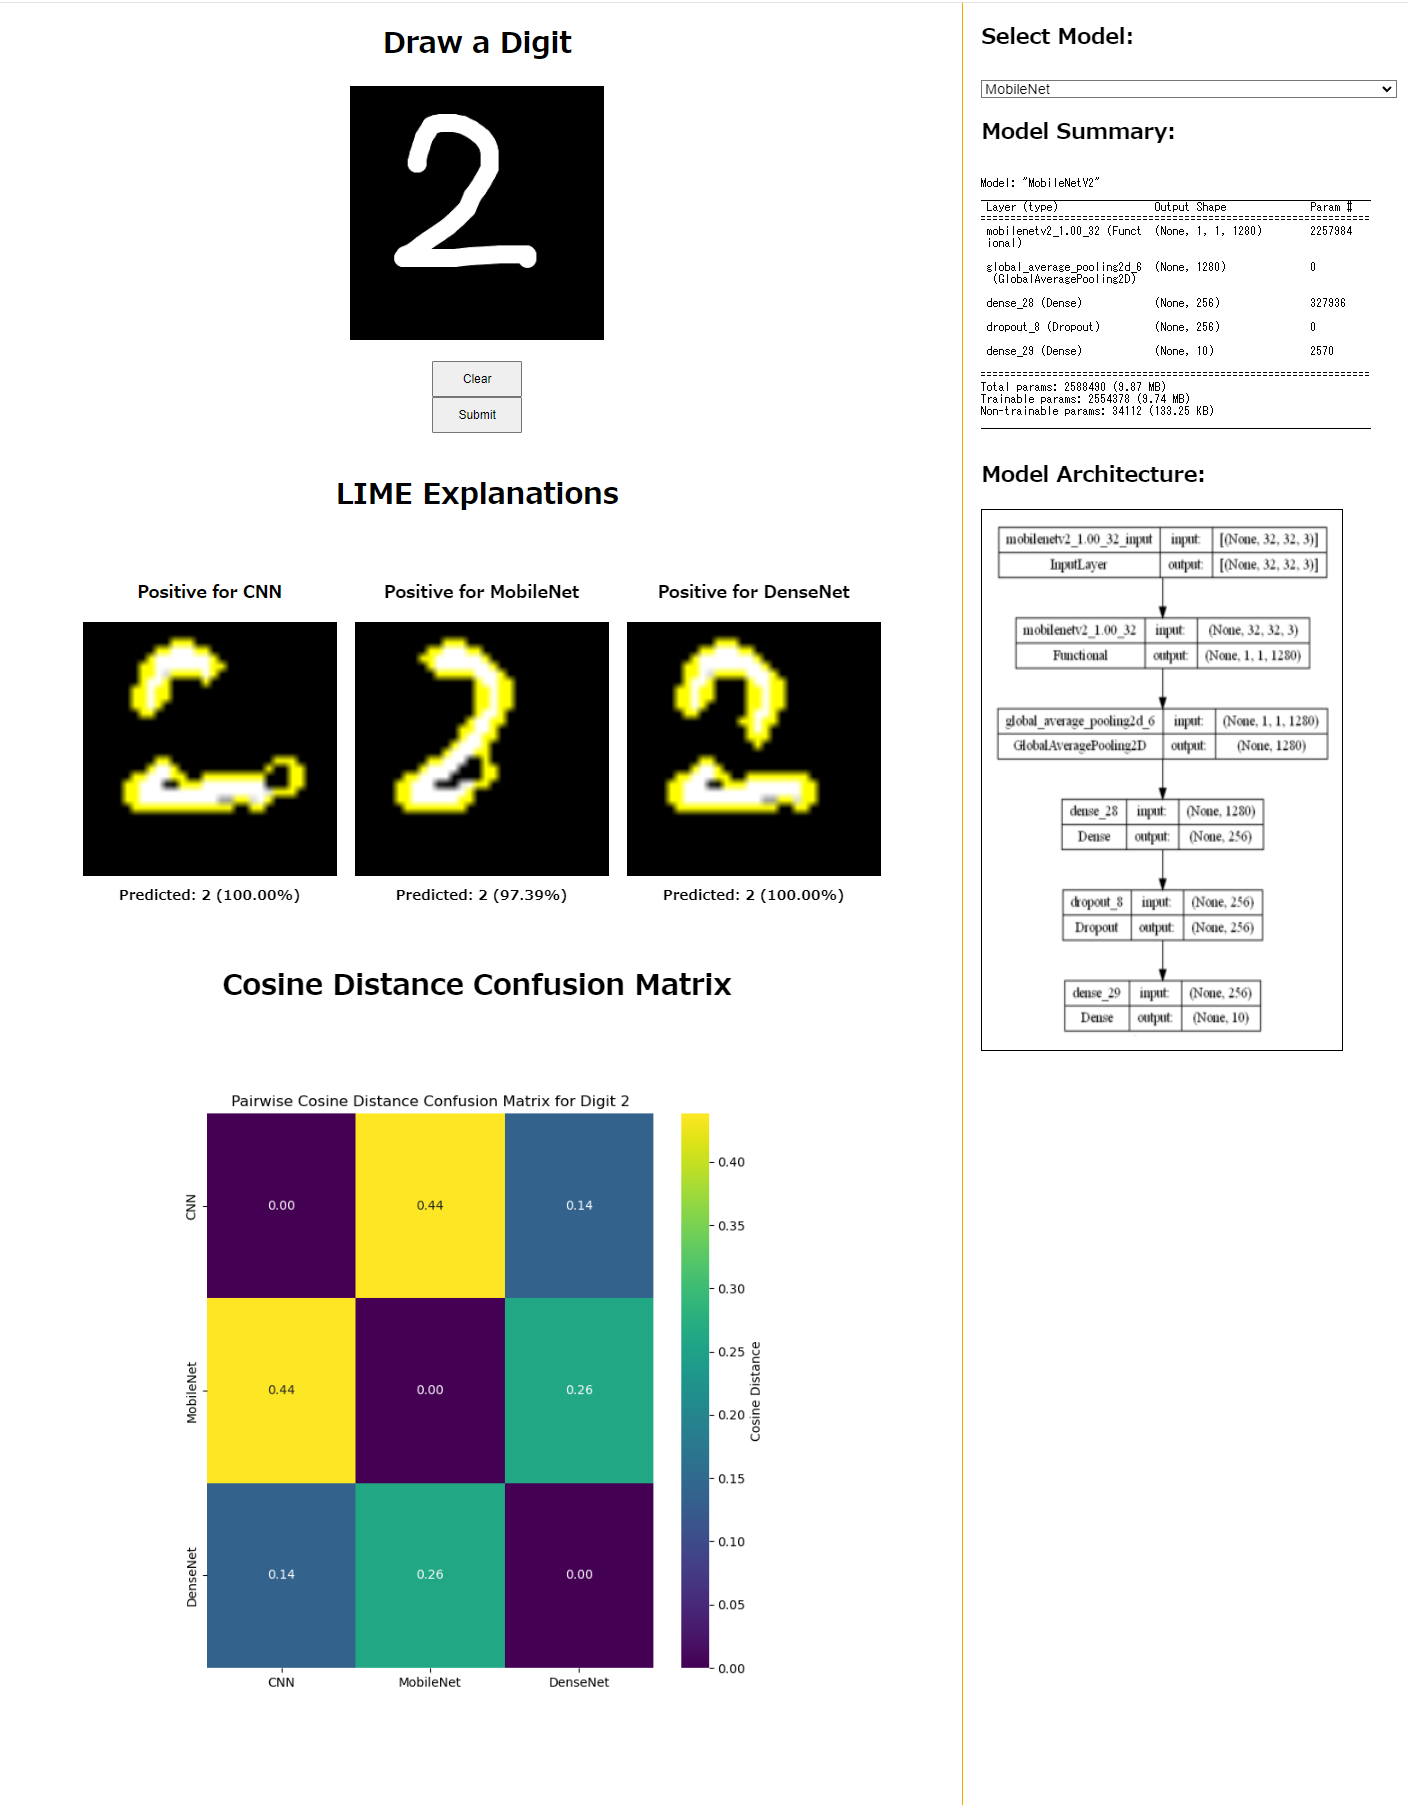 Draw a Digit
2
Clear
Submit
LIME Explanations
Positive for CNN
Positive for MobileNet
Positive for DenseNet
Predicted: 2 (100.00%)
Predicted: 2 (97.39%)
Predicted: 2 (100.00%)
Cosine Distance Confusion Matrix
Pairwise Cosine Distance Confusion Matrix for Digit 2
CNN
0.00 0.44 0.14
MobileNet
0.44 0.00 0.26
DenseNet
0.14 0.26 0.00
CNN MobileNet DenseNet
0.40
0.35
0.30
0.25
0.20
0.15
0.10
0.05
0.00
Cosine Distance
Select Model:
MobileNet
Model Summary:
Model: "MobileNetV2"
Layer (type) Output Shape Param #
mobilenetv2_1.00_32 (Funct (None, 1, 1, 1280) 2257984
ional)
global_average_pooling2d_6 (None, 1280) 0
(GlobalAveragePooling2D)
dense_28 (Dense) (None, 256) 327936
dropout_8 (Dropout) (None, 256) 0
dense_29 (Dense) (None, 10) 2570
Total params: 2588490 (9.87 MB)
Trainable params: 2554378 (9.74 MB)
Non-trainable params: 34112 (133.25 KB)
Model Architecture:
mobilenetv2_1.00_32_input input: [(None, 32, 32, 3)]
InputLayer output: [(None, 32, 32, 3)]
mobilenetv2_1.00_32 input: (None, 32, 32, 3)
Functional output: (None, 1, 1, 1280)
global_average_pooling2d_6 input: (None, 1, 1, 1280)
GlobalAveragePooling2D output: (None, 1280)
dense_28 input: (None, 1280)
Dense output: (None, 256)
dropout_8 input: (None, 256)
Dropout output: (None, 256)
dense_29 input: (None, 256)
Dense output: (None, 10)